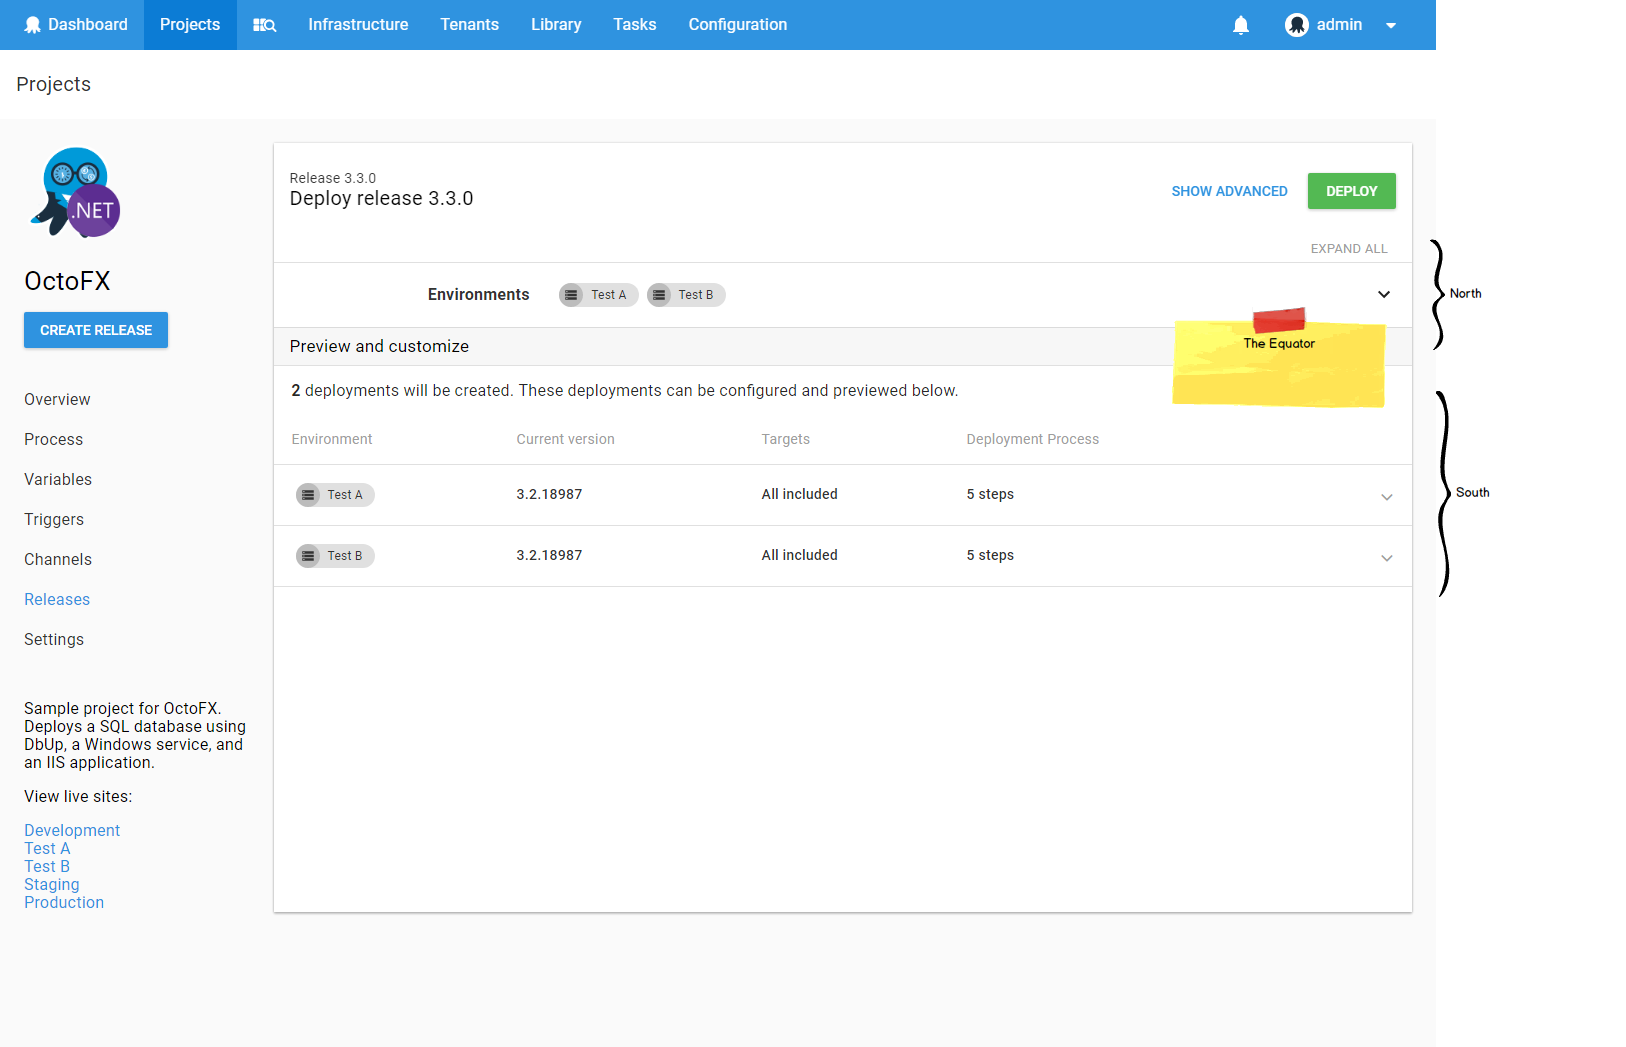 Dashboard Projects Infrastructure Tenants Library Tasks Configuration admin
Projects
.NET
OctoFX
CREATE RELEASE
Overview
Process
Variables
Triggers
Channels
Releases
Settings
Sample project for OctoFX.
Deploys a SQL database using
DbUp, a Windows service, and
an IIS application.
View live sites:
Development
Test A
Test B
Staging
Production
Release 3.3.0
Deploy release 3.3.0
SHOW ADVANCED DEPLOY
EXPAND ALL
Environments Test A Test B
North
The Equator
Preview and customize
2 deployments will be created. These deployments can be configured and previewed below.
Environment Current version Targets Deployment Process
Test A 3.2.18987 All included 5 steps
South
Test B 3.2.18987 All included 5 steps